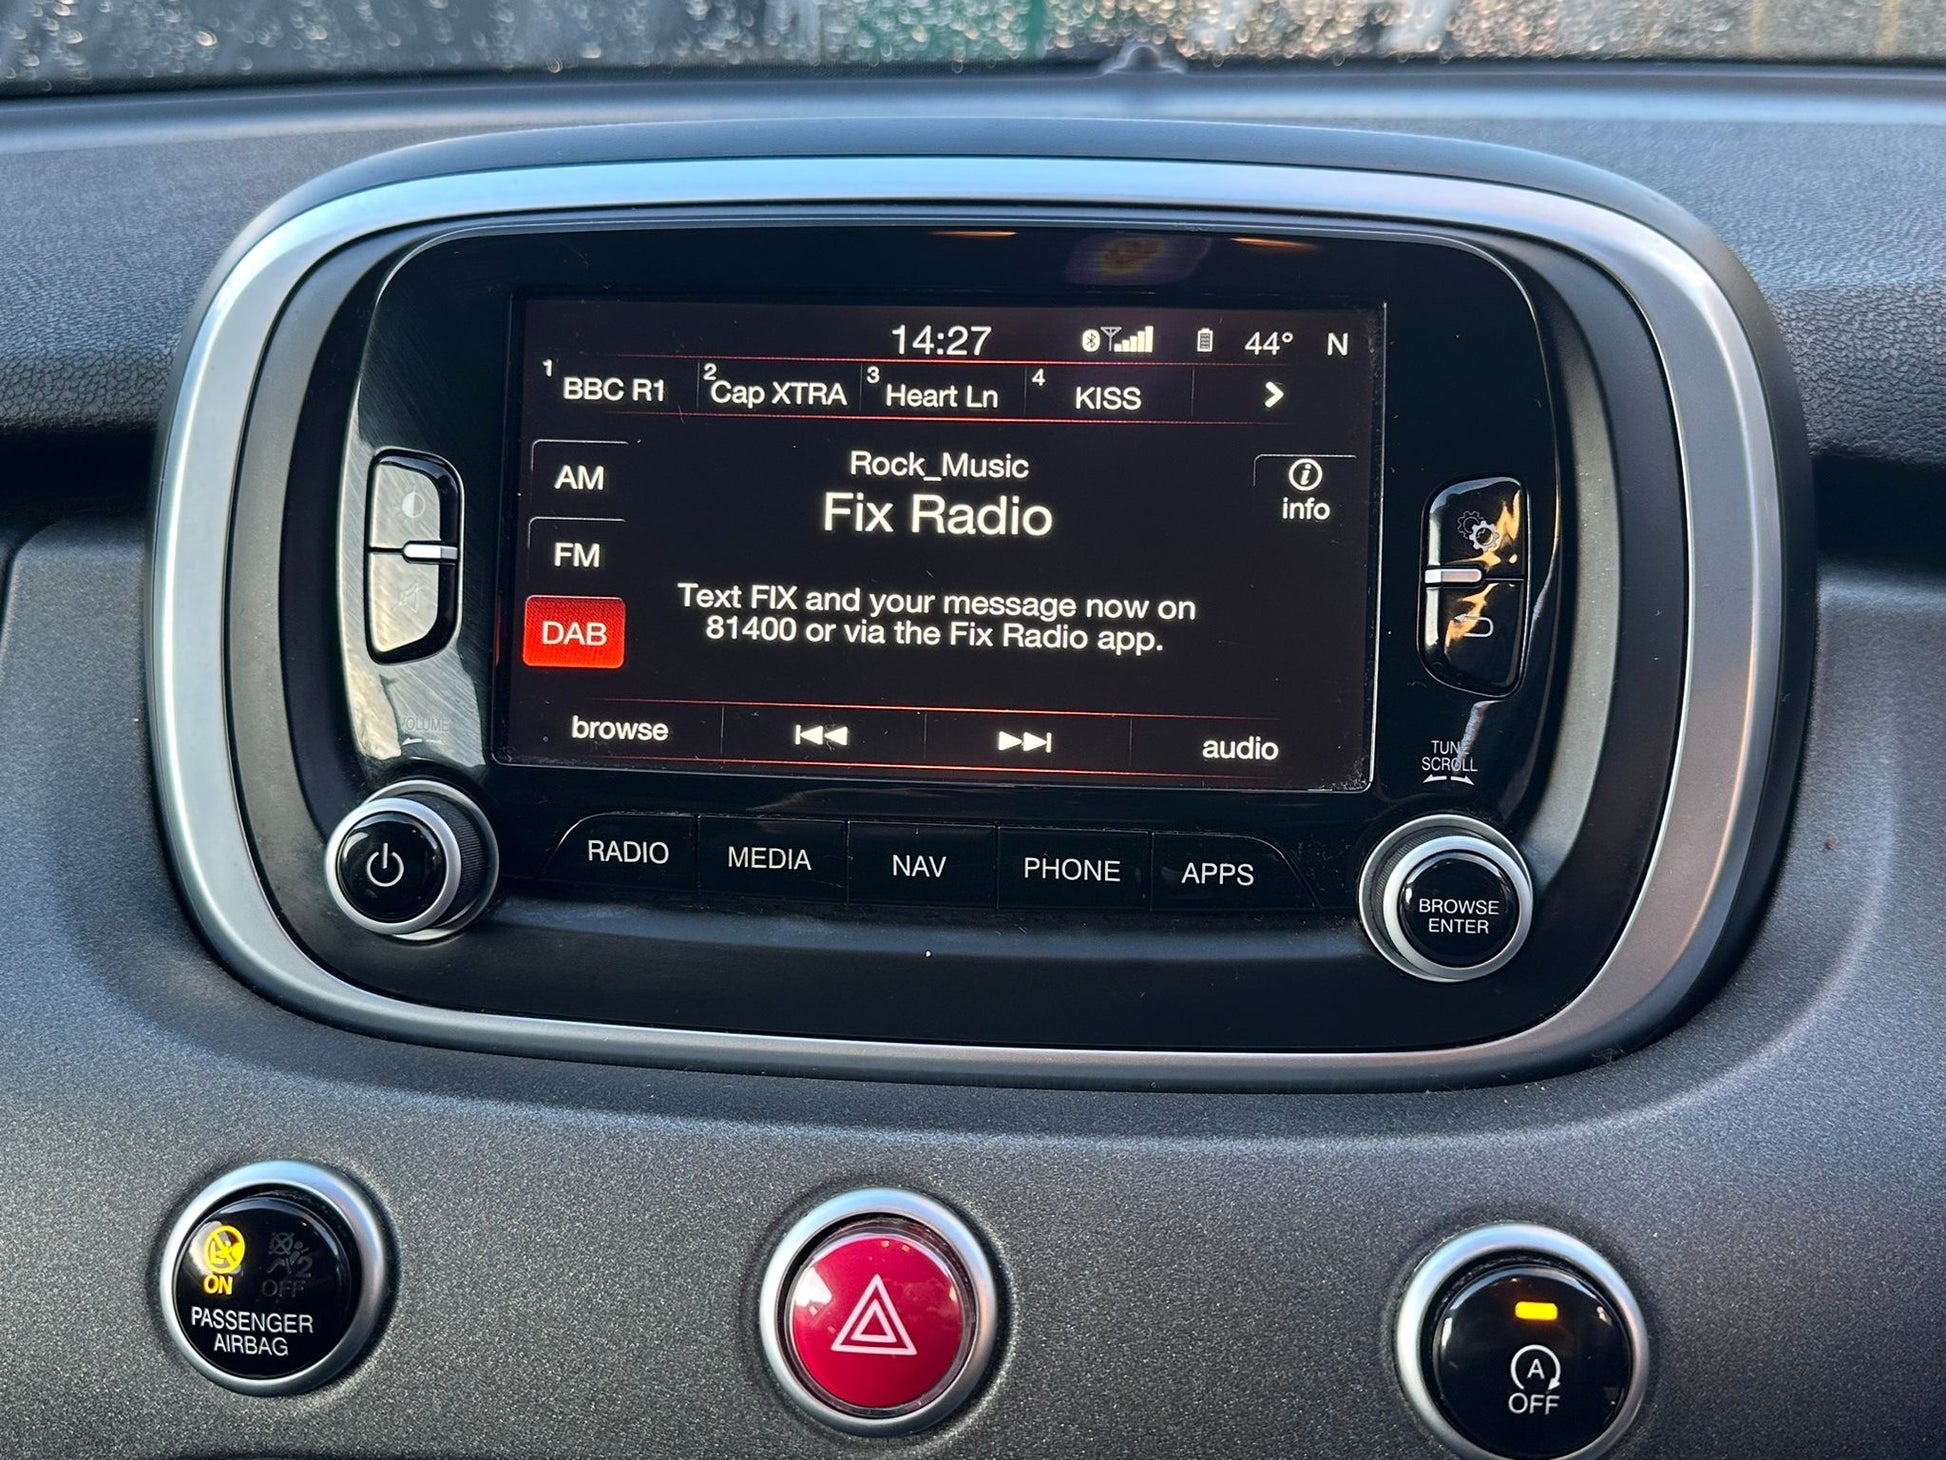 14:27 44° N
1 BBC R1 2 Cap XTRA 3 Heart Ln 4 KISS
AM
Rock_Music
Fix Radio
info
FM
DAB
Text FIX and your message now on
81400 or via the Fix Radio app.
browse
audio
VOLUME
TUNE
SCROLL
RADIO MEDIA NAV PHONE APPS
BROWSE
ENTER
ON OFF
PASSENGER
AIRBAG
A
OFF